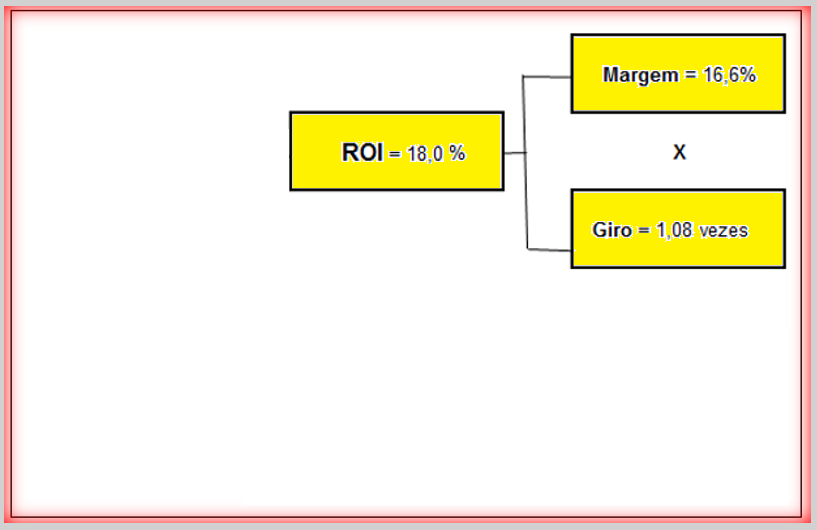 Margem = 16,6%
ROI = 18,0 %
X
Giro = 1,08 vezes